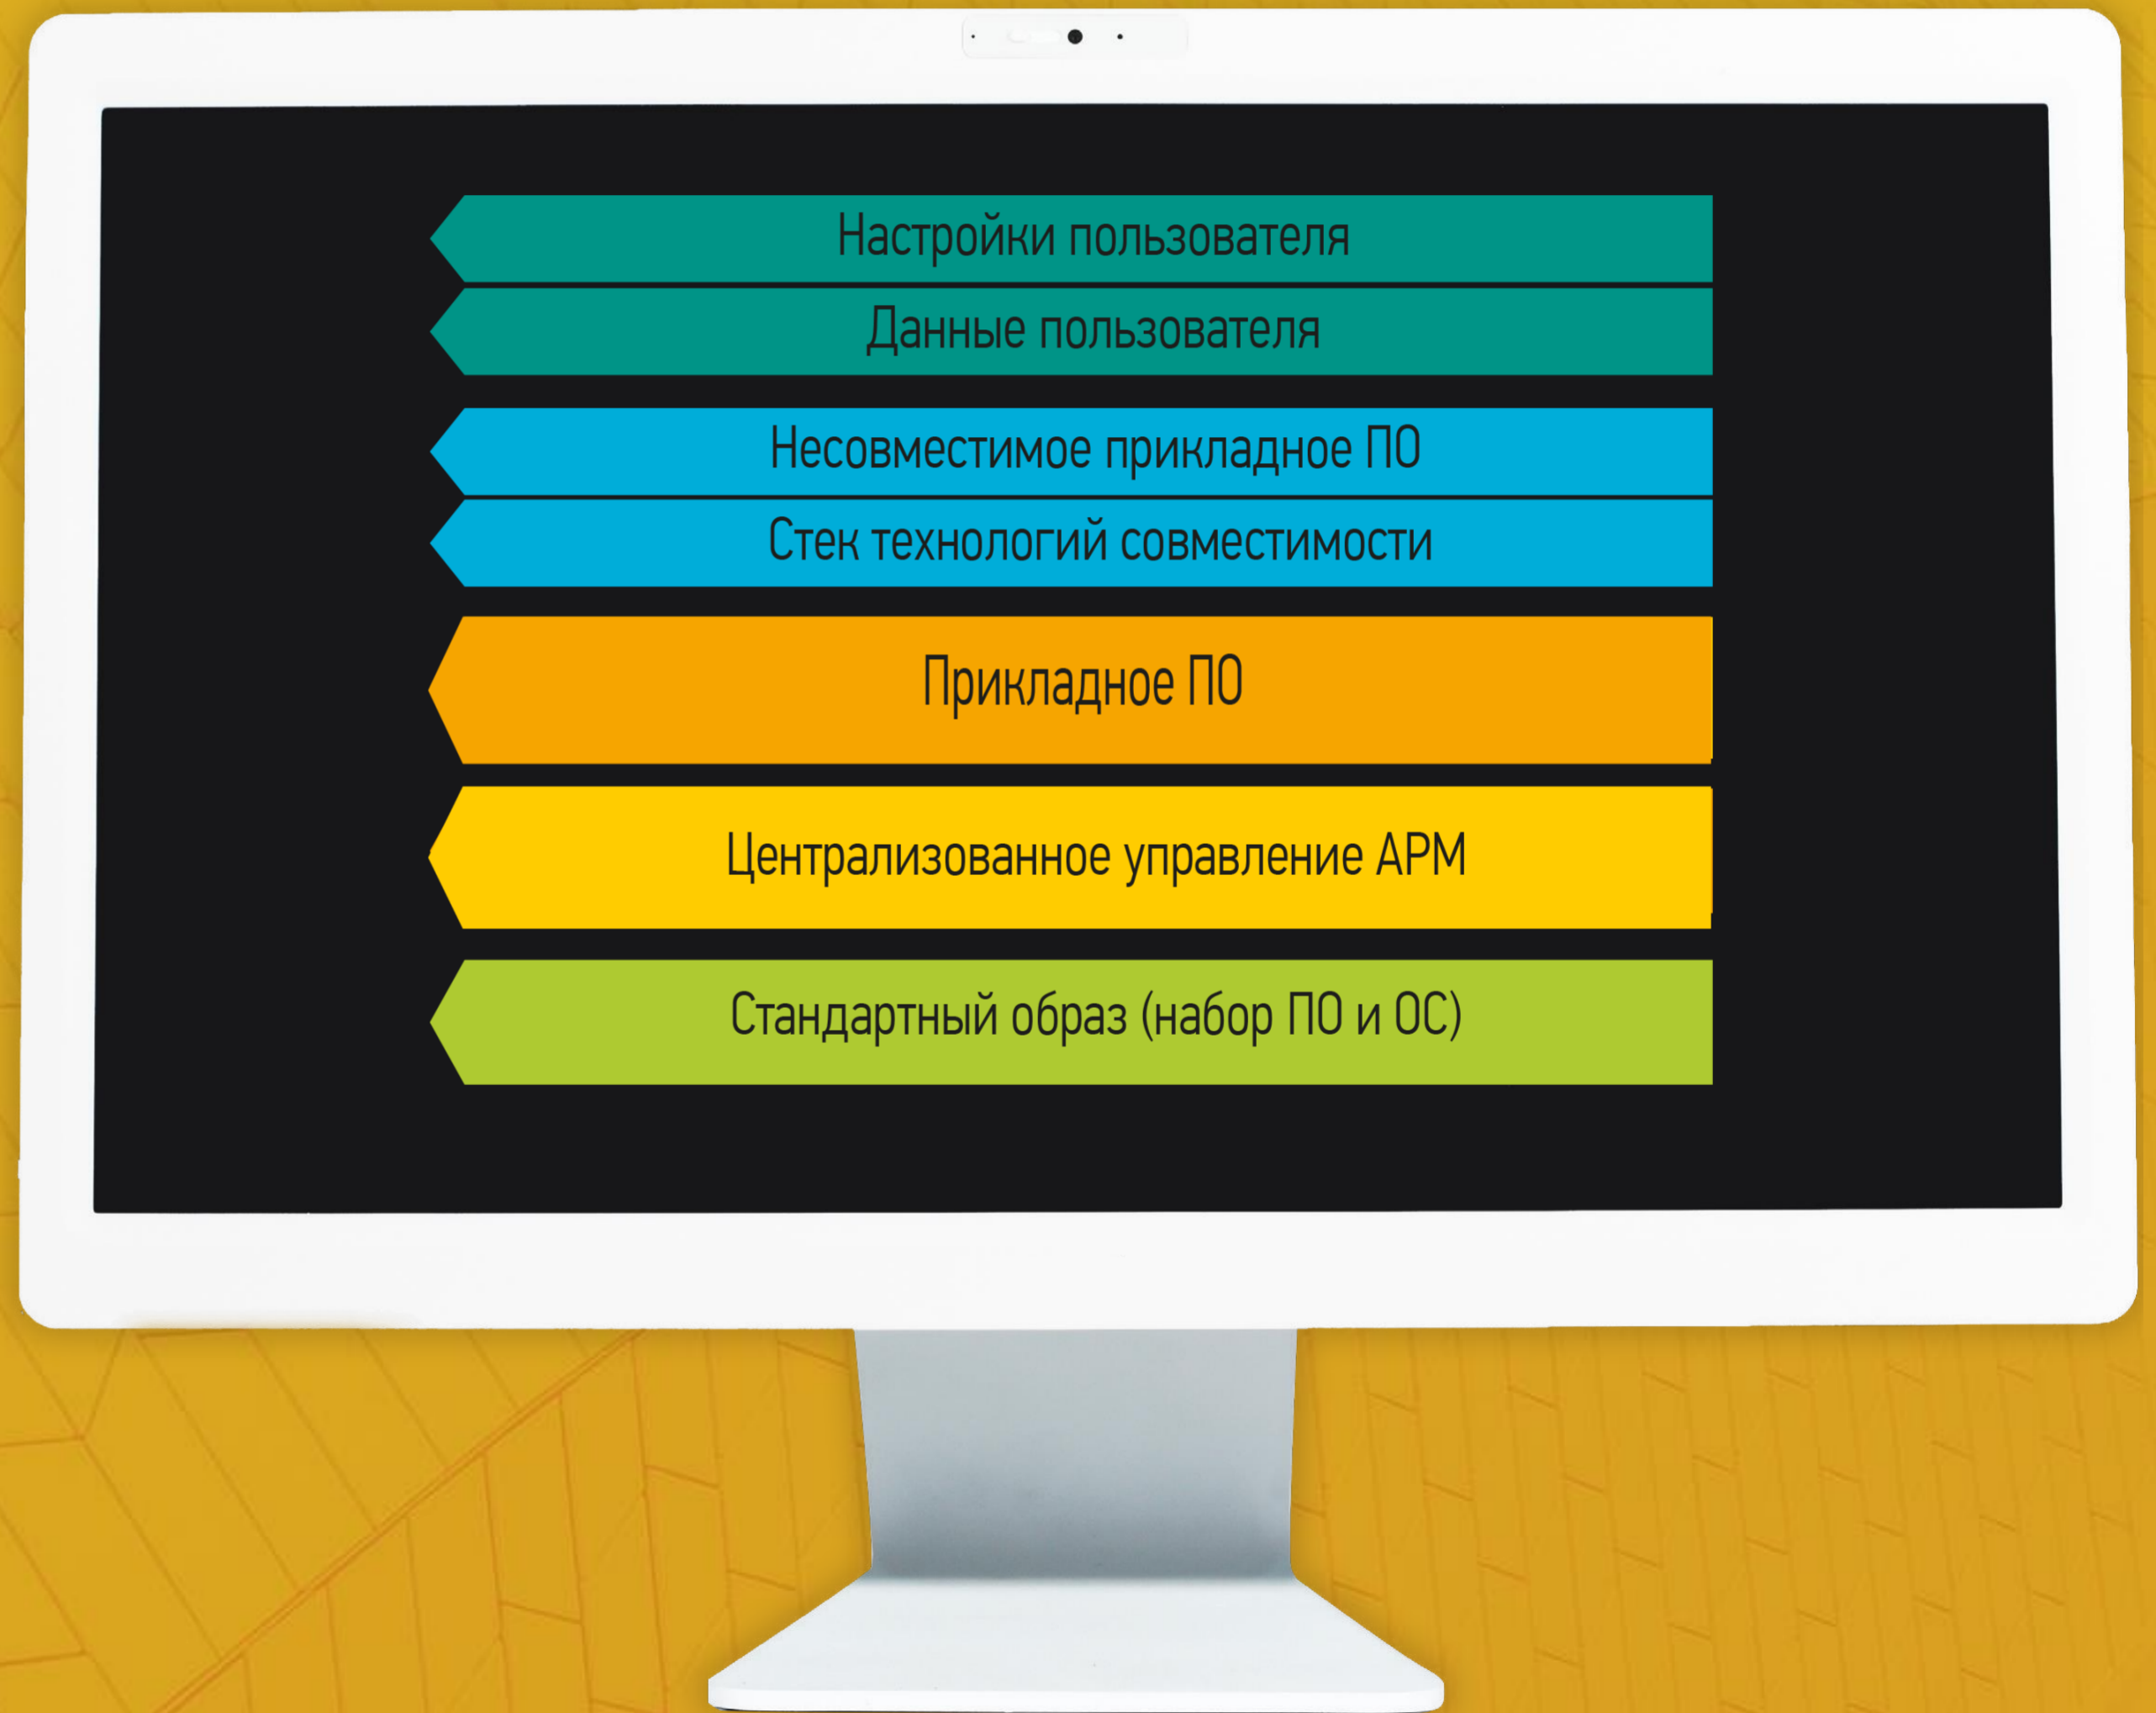 Настройки пользователя
Данные пользователя
Несовместимое прикладное ПО
Стек технологий совместимости
Прикладное ПО
Централизованное управление АРМ
Стандартный образ (набор ПО и ОС)